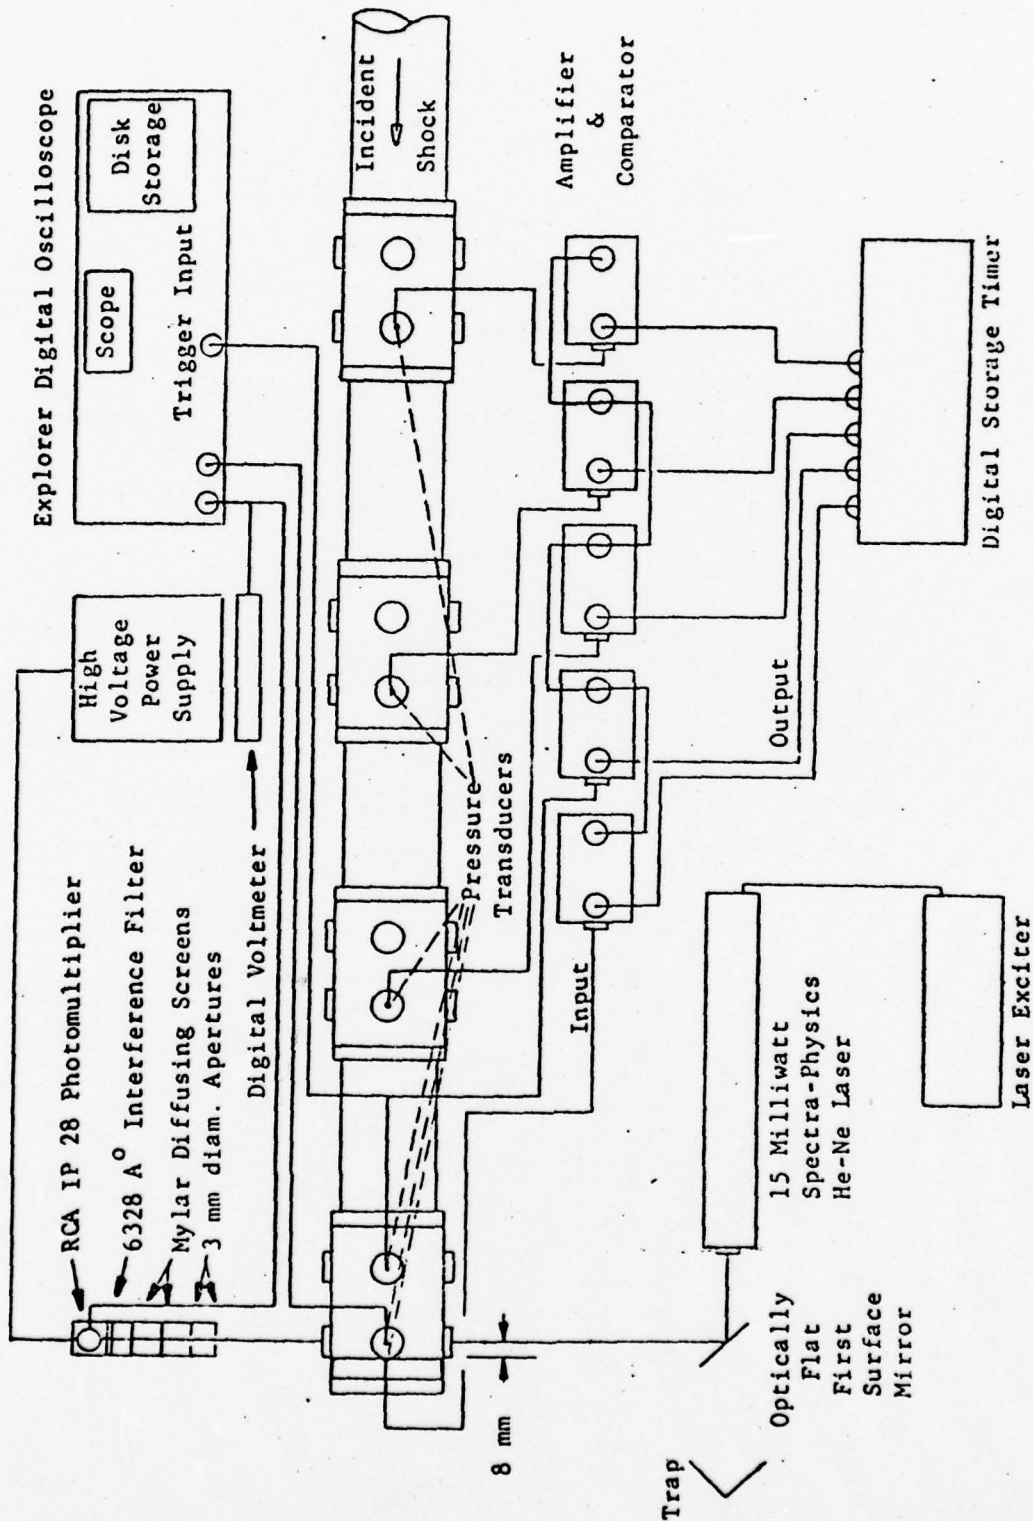 Explorer Digital Oscilloscope
Disk
Storage
Scope
Trigger Input
High
Voltage
Power
Supply
RCA IP 28 Photomultiplier
6328 A° Interference Filter
Mylar Diffusing Screens
3 mm diam. Apertures
Digital Voltmeter
Incident
Shock
Pressure
Transducers
Amplifier
&
Comparator
Input
Output
8 mm
Digital Storage Timer
15 Milliwatt
Spectra-Physics
He-Ne Laser
Optically
Flat
First
Surface
Mirror
Trap
Laser Exciter